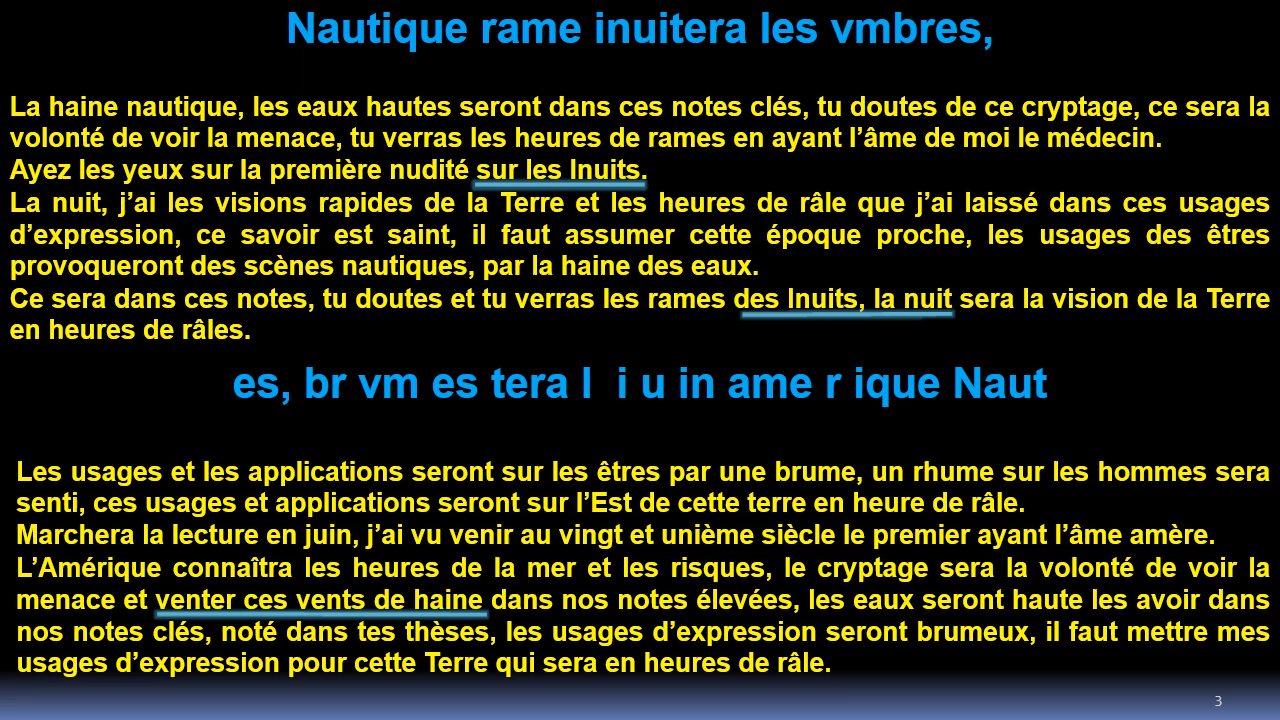 Nautique rame inuitera les vmbres,
La haine nautique, les eaux hautes seront dans ces notes clés, tu doutes de ce cryptage, ce sera la
volonté de voir la menace, tu verras les heures de rames en ayant l’âme de moi le médecin.
Ayez les yeux sur la première nudité sur les Inuits.
La nuit, j’ai les visions rapides de la Terre et les heures de râle que j’ai laissé dans ces usages
d’expression, ce savoir est saint, il faut assumer cette époque proche, les usages des êtres
provoqueront des scènes nautiques, par la haine des eaux.
Ce sera dans ces notes, tu doutes et tu verras les rames des Inuits, la nuit sera la vision de la Terre
en heures de râles.
es, br vm es tera l i u in ame r ique Naut
Les usages et les applications seront sur les êtres par une brume, un rhume sur les hommes sera
senti, ces usages et applications seront sur l’Est de cette terre en heure de râle.
Marchera la lecture en juin, j’ai vu venir au vingt et unième siècle le premier ayant l’âme amère.
L’Amérique connaîtra les heures de la mer et les risques, le cryptage sera la volonté de voir la
menace et venter ces vents de haine dans nos notes élevées, les eaux seront haute les avoir dans
nos notes clés, noté dans tes thèses, les usages d’expression seront brumeux, il faut mettre mes
usages d’expression pour cette Terre qui sera en heures de râle.
3